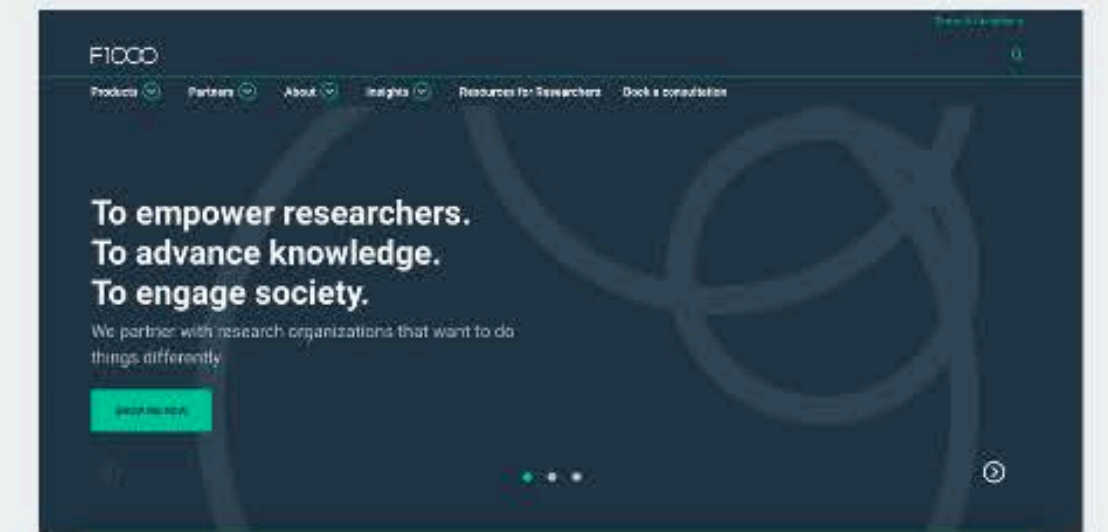 F1000
Products Partners About Insights Resources for Researchers Book a consultation
To empower researchers.
To advance knowledge.
To engage society.
We partner with research organizations that want to do
things differently